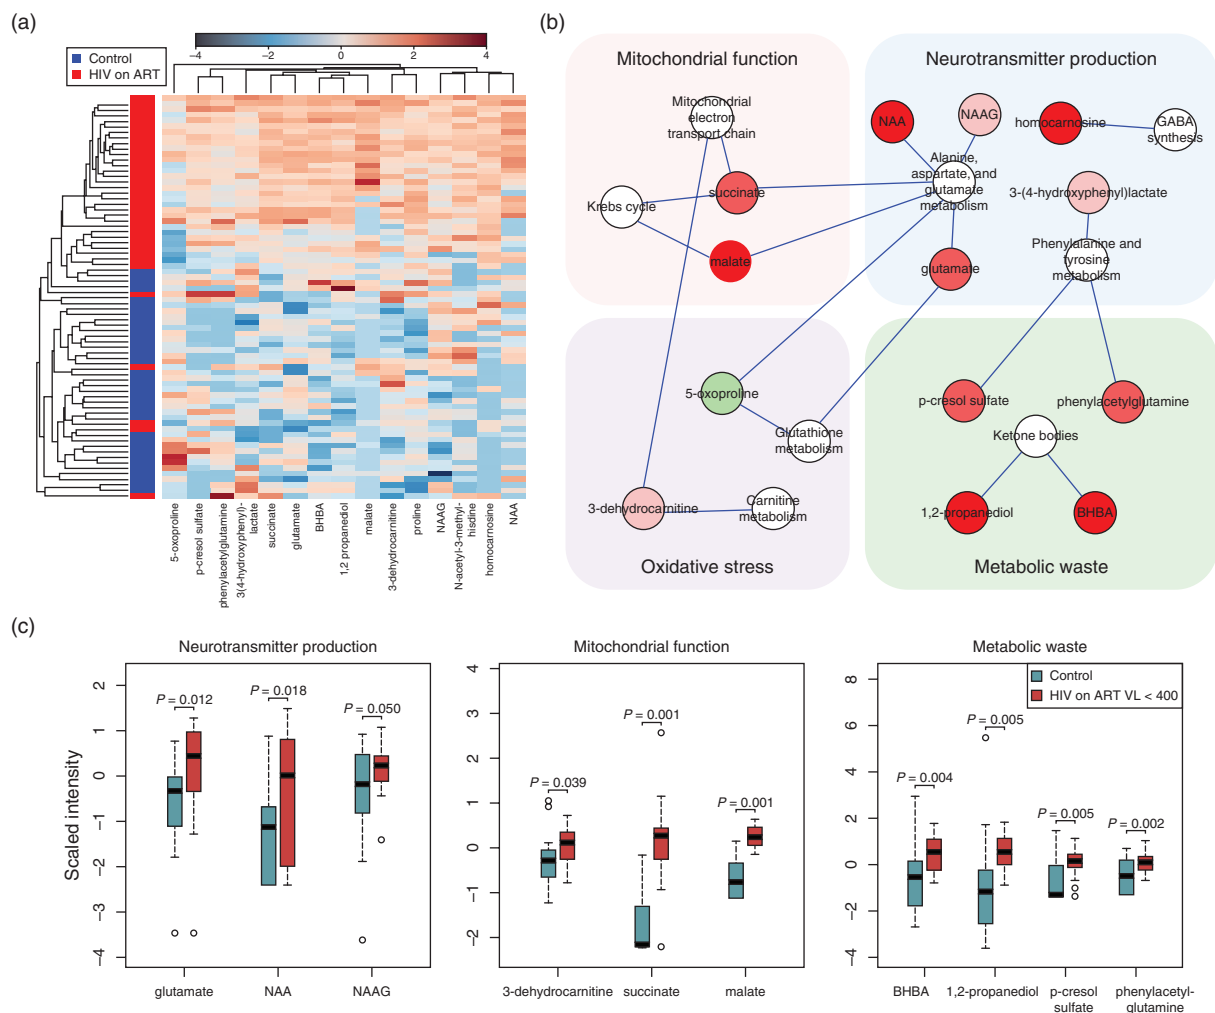 (a)
−4
−2
0
2
4
Control
HIV on ART
5-oxoproline
p-cresol sulfate
phenylacetylglutamine
3(4-hydroxyphenyl)-
lactate
succinate
glutamate
BHBA
1,2 propanediol
malate
3-dehydrocarnitine
proline
NAAG
N-acetyl-3-methyl-
hisdine
homocarnosine
NAA
(b)
Mitochondrial function
Mitochondrial
electron
transport chain
succinate
Krebs cycle
malate
Neurotransmitter production
NAA
NAAG
homocarnosine
GABA
synthesis
Alanine,
aspartate, and
glutamate
metabolism
3-(4-hydroxyphenyl)lactate
Phenylalanine and
tyrosine
metabolism
glutamate
5-oxoproline
Glutathione
metabolism
3-dehydrocarnitine
Carnitine
metabolism
Oxidative stress
p-cresol sulfate
phenylacetylglutamine
Ketone bodies
1,2-propanediol
BHBA
Metabolic waste
(c)
Neurotransmitter production
Scaled intensity
2
1
0
−1
−2
−3
−4
P = 0.012
P = 0.018
P = 0.050
glutamate
NAA
NAAG
Mitochondrial function
4
3
2
1
0
−1
−2
P = 0.039
P = 0.001
P = 0.001
3-dehydrocarnitine
succinate
malate
Metabolic waste
Control
HIV on ART VL < 400
8
6
4
2
0
−2
−4
P = 0.004
P = 0.005
P = 0.005
P = 0.002
BHBA
1,2-propanediol
p-cresol
sulfate
phenylacetyl-
glutamine